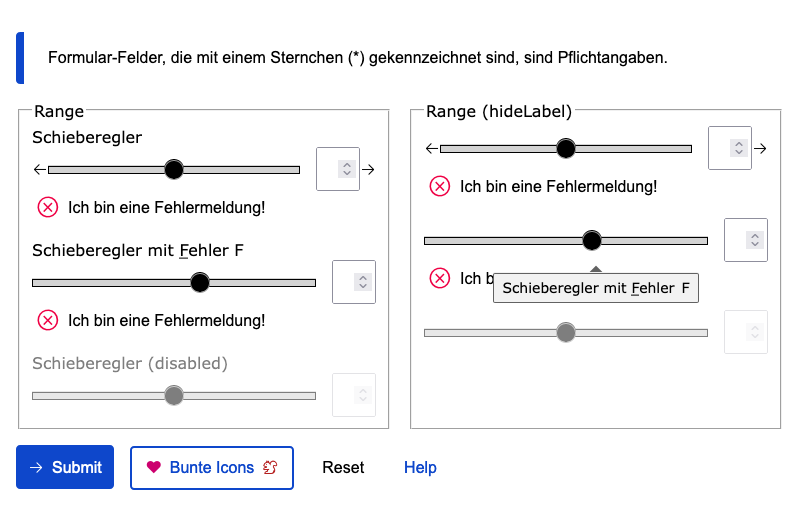 Formular-Felder, die mit einem Sternchen (*) gekennzeichnet sind, sind Pflichtangaben.
Range
Schieberegler
Ich bin eine Fehlermeldung!
Schieberegler mit Fehler F
Ich bin eine Fehlermeldung!
Schieberegler (disabled)
Range (hideLabel)
Ich bin eine Fehlermeldung!
Ich b
Schieberegler mit Fehler F
Submit
Bunte Icons
Reset
Help